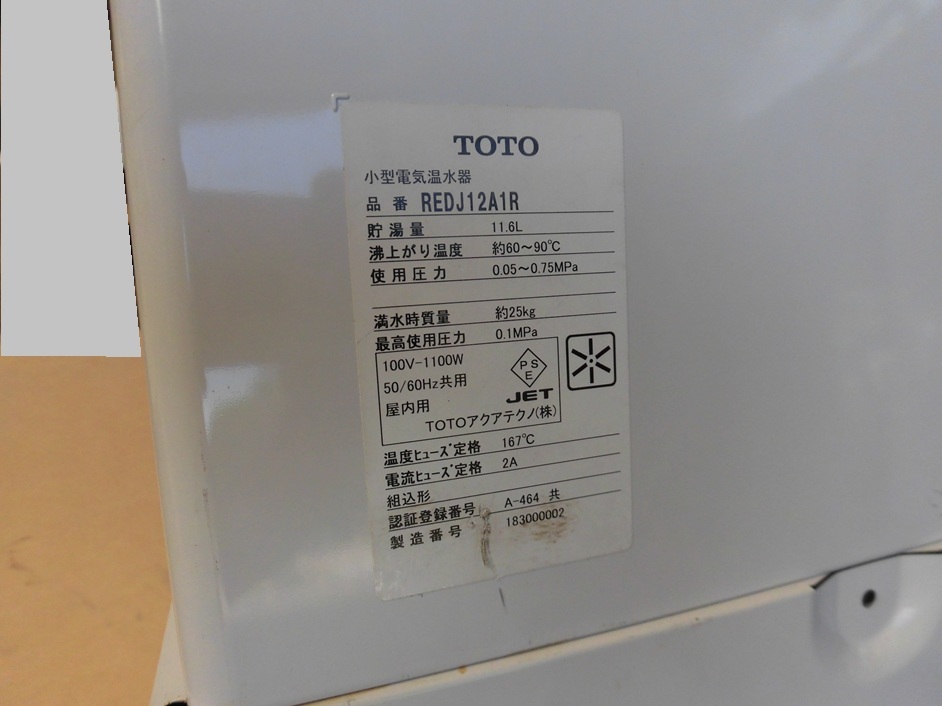 TOTO
小型電気温水器
品番 REDJ12A1R
貯湯量 11.6L
沸上がり温度 約60～90℃
使用圧力 0.05～0.75MPa
満水時質量 約25kg
最高使用圧力 0.1MPa
100V-1100W
50/60Hz共用
屋内用
PSE
JET
TOTOアクアテクノ(株)
温度ヒューズ定格 167℃
電流ヒューズ定格 2A
組込形
認証登録番号 A-464 共
製造番号 183000002